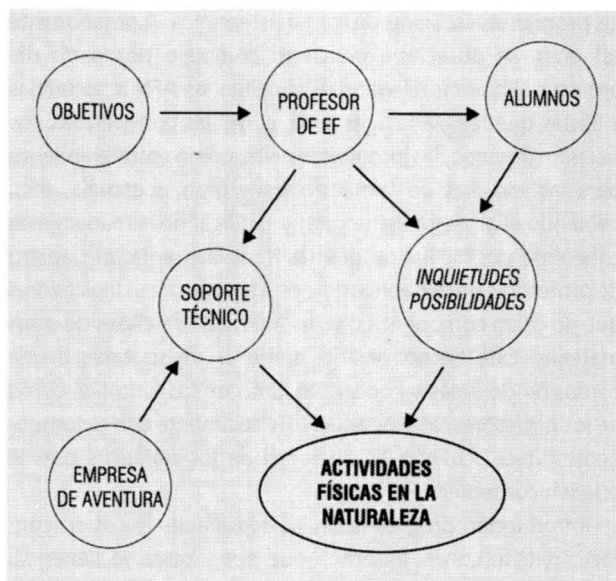 OBJETIVOS
PROFESOR
DE EF
ALUMNOS
SOPORTE
TÉCNICO
INQUIETUDES
POSIBILIDADES
EMPRESA
DE AVENTURA
ACTIVIDADES
FÍSICAS EN LA
NATURALEZA